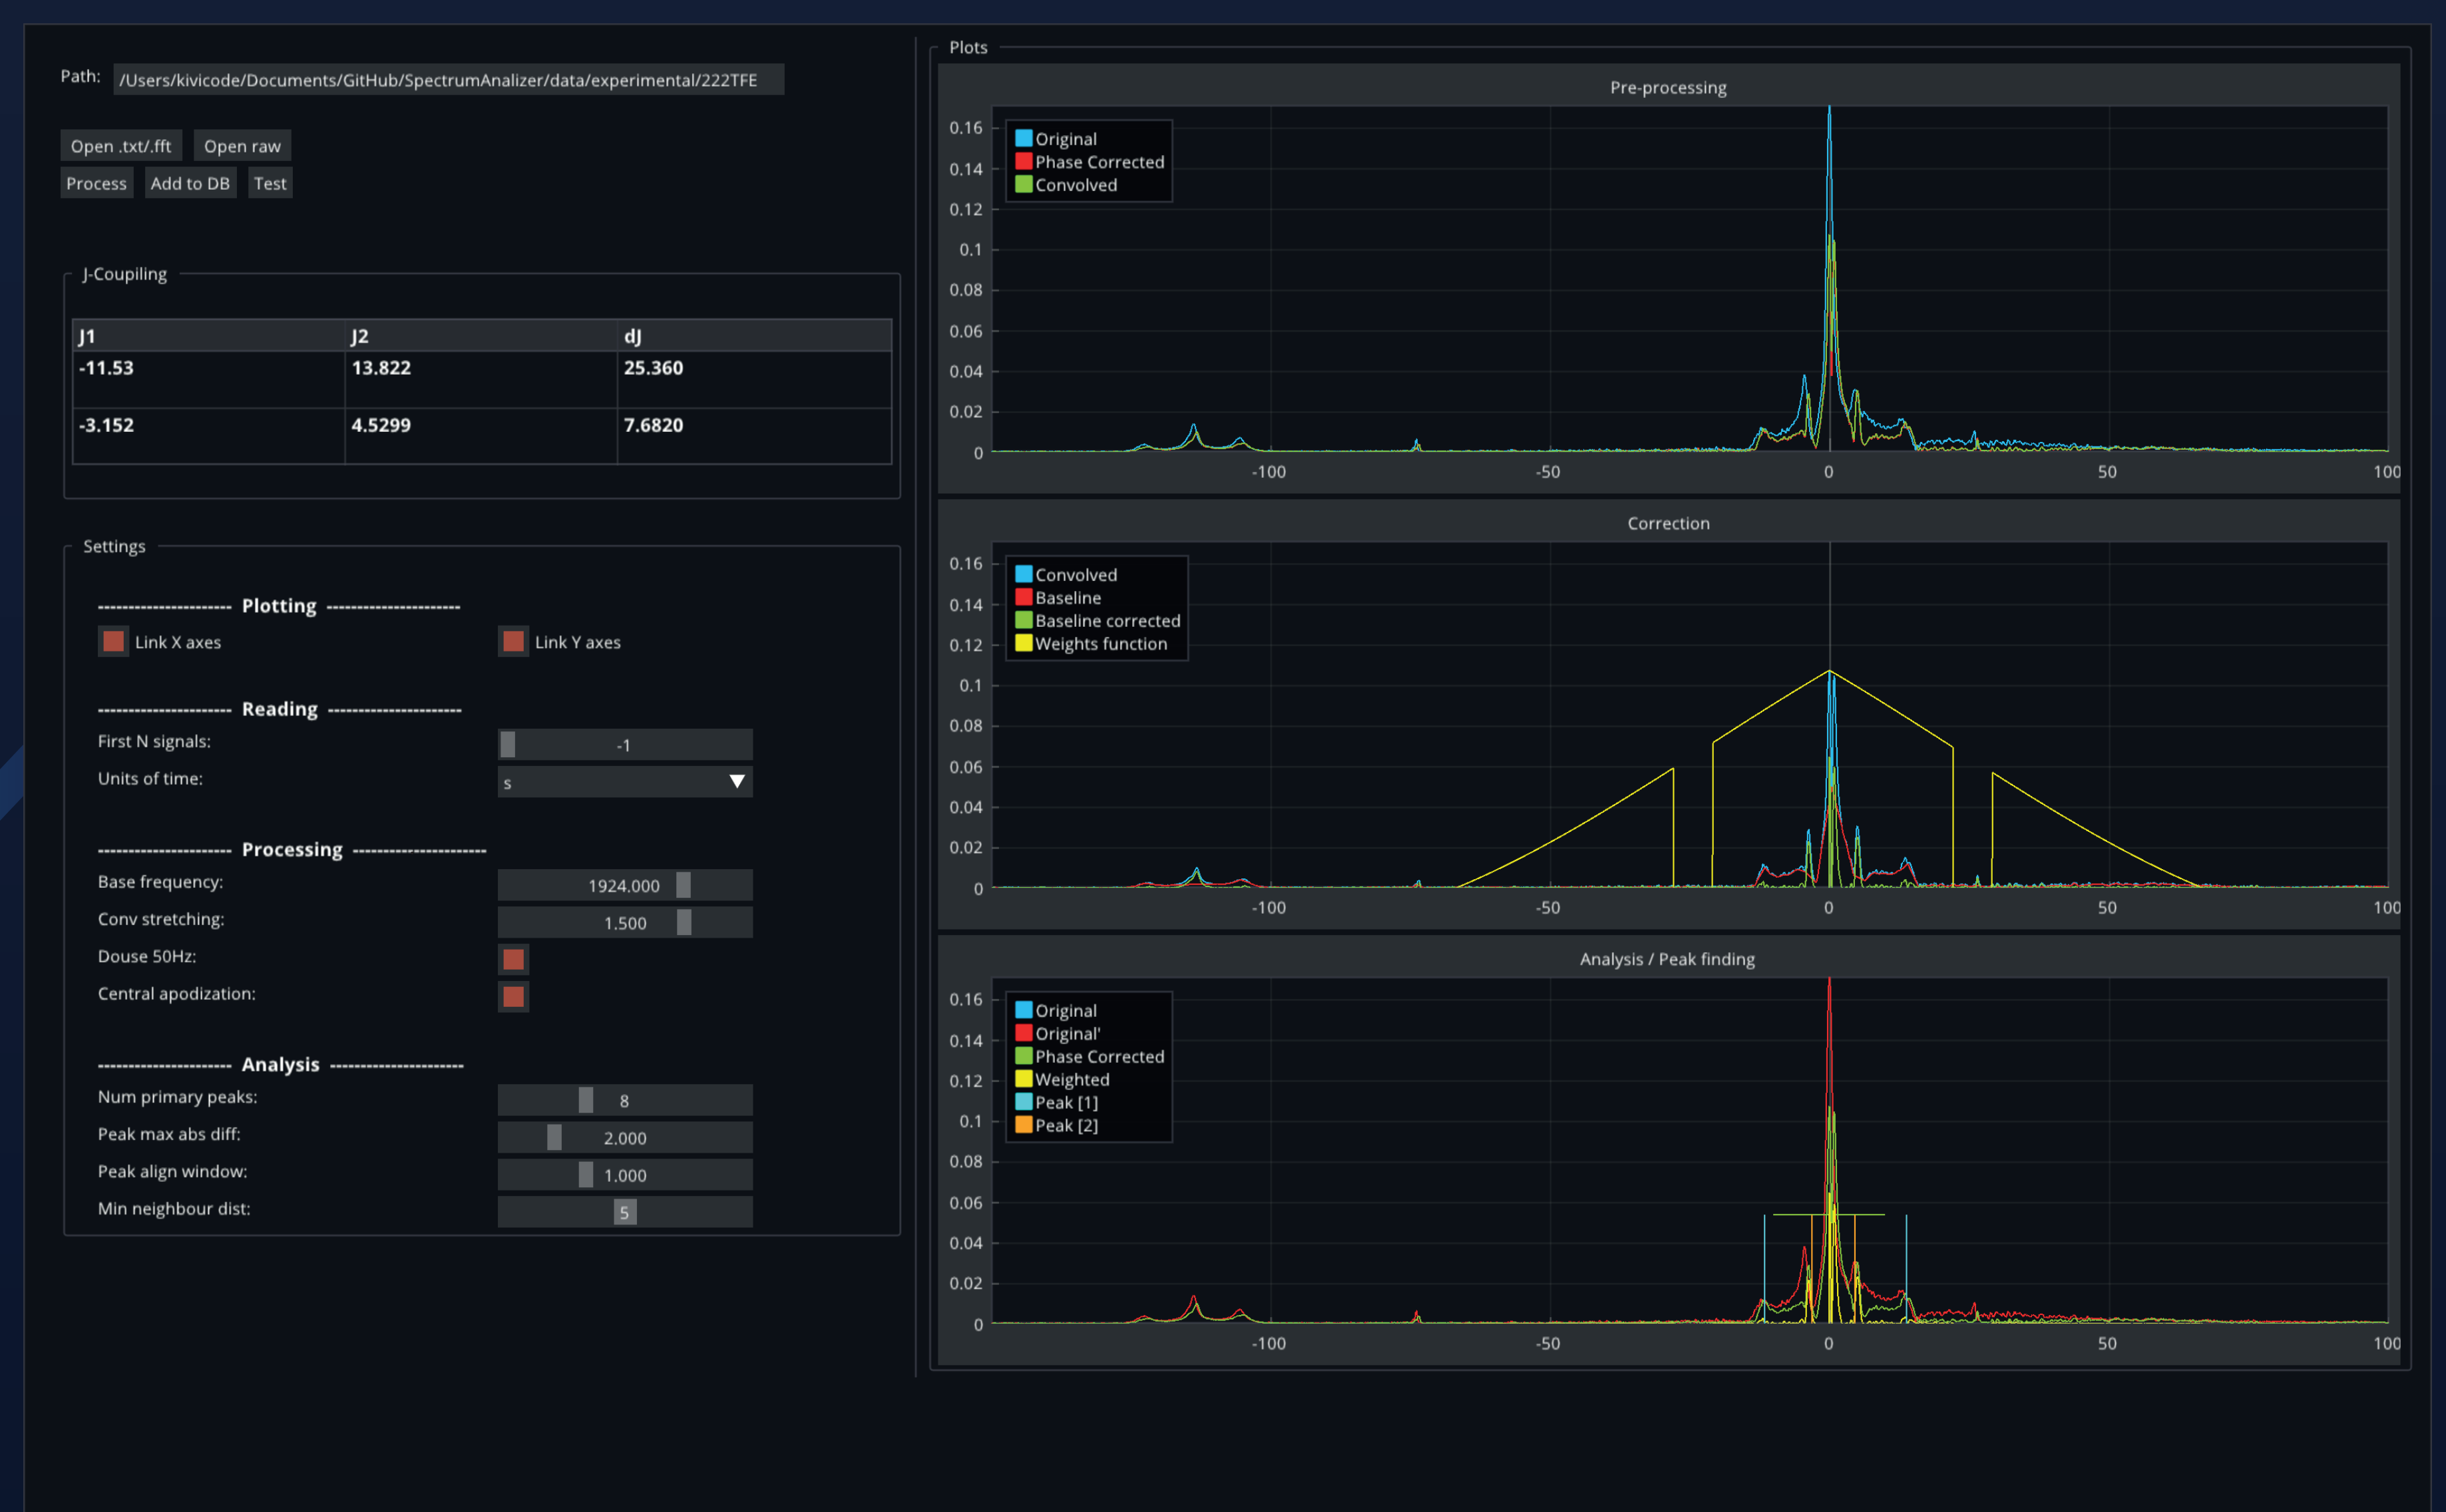 Path: /Users/kivicode/Documents/GitHub/SpectrumAnalizer/data/experimental/222TFE
Open .txt/.fft Open raw
Process Add to DB Test
J-Coupiling
J1 J2 dJ
-11.53 13.822 25.360
-3.152 4.5299 7.6820
Settings
---------------------- Plotting ----------------------
Link X axes Link Y axes
---------------------- Reading ----------------------
First N signals: -1
Units of time: s
---------------------- Processing ----------------------
Base frequency: 1924.000
Conv stretching: 1.500
Douse 50Hz:
Central apodization:
---------------------- Analysis ----------------------
Num primary peaks: 8
Peak max abs diff: 2.000
Peak align window: 1.000
Min neighbour dist: 5
Plots
Pre-processing
Original
Phase Corrected
Convolved
0.16
0.14
0.12
0.1
0.08
0.06
0.04
0.02
0
-100 -50 0 50 100
Correction
Convolved
Baseline
Baseline corrected
Weights function
0.16
0.14
0.12
0.1
0.08
0.06
0.04
0.02
0
-100 -50 0 50 100
Analysis / Peak finding
Original
Original'
Phase Corrected
Weighted
Peak [1]
Peak [2]
0.16
0.14
0.12
0.1
0.08
0.06
0.04
0.02
0
-100 -50 0 50 100